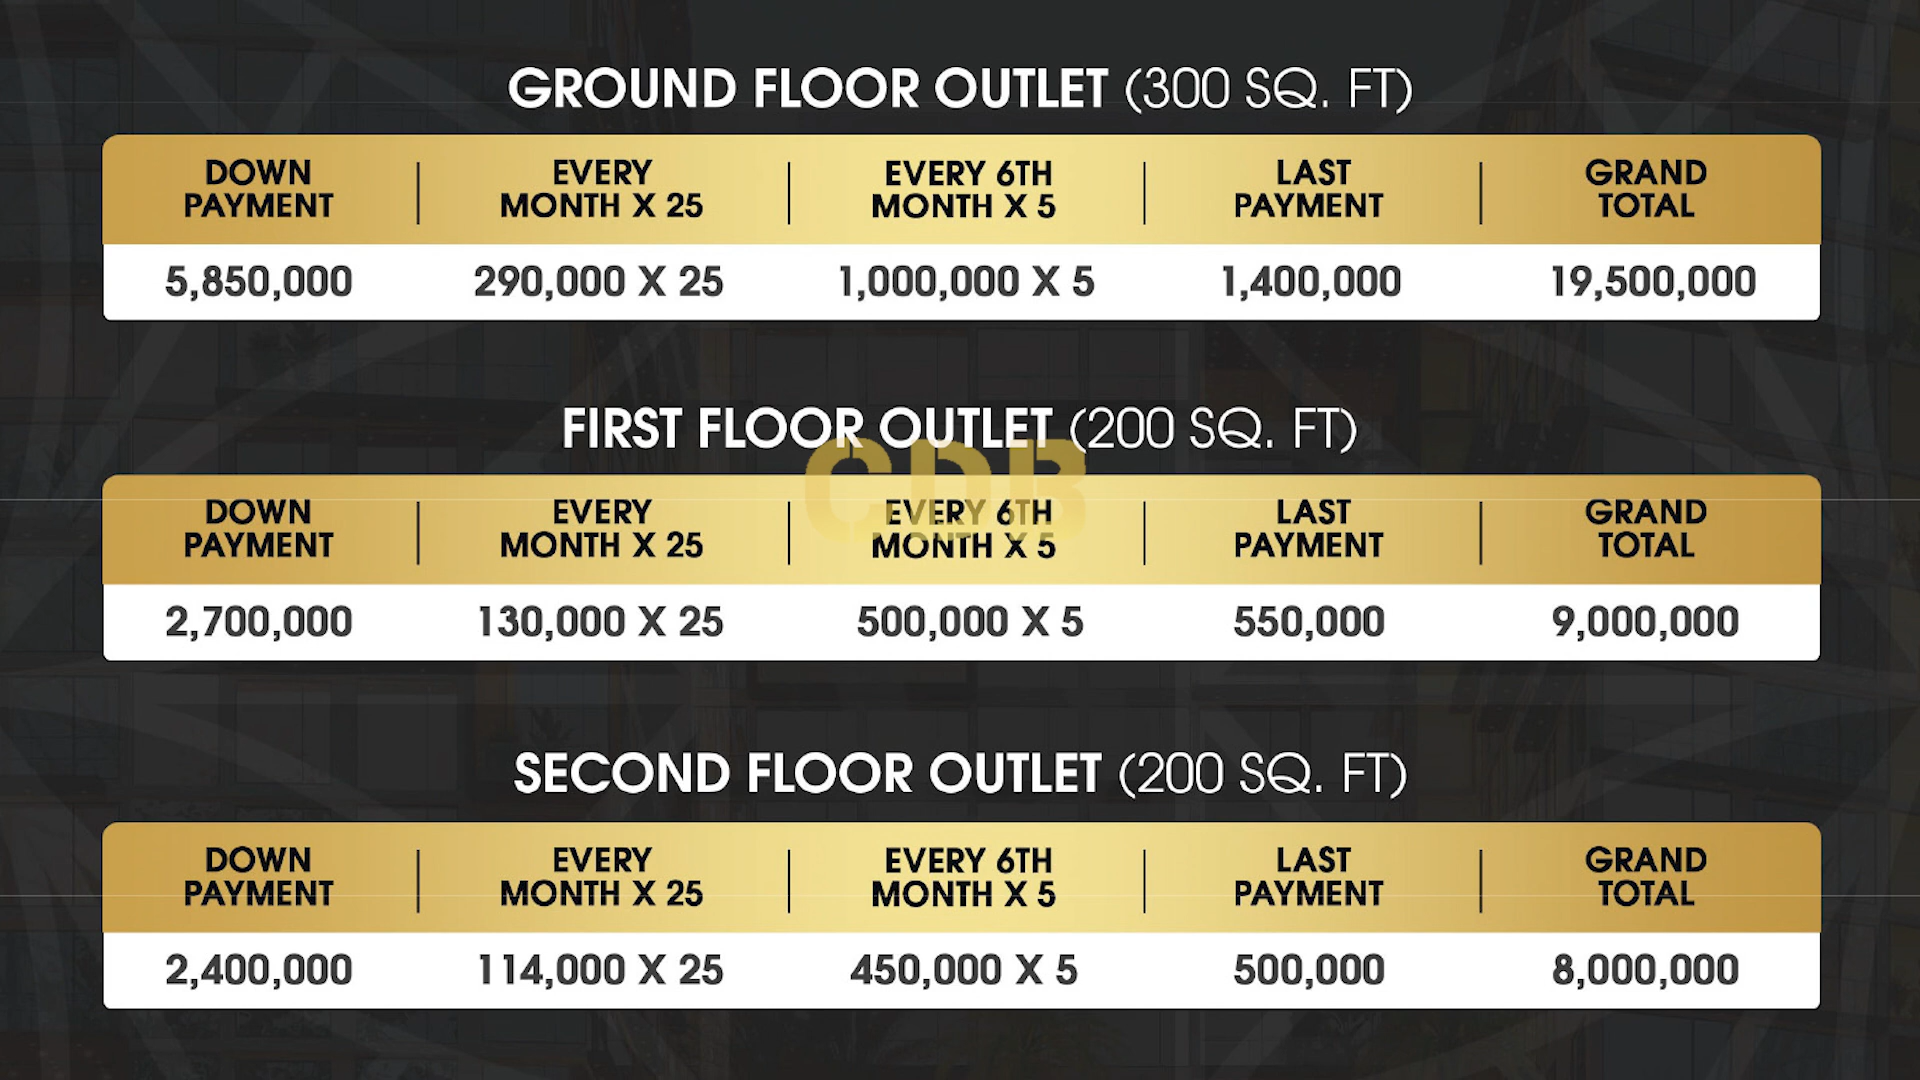 GROUND FLOOR OUTLET (300 SQ. FT)
DOWN PAYMENT | EVERY MONTH X 25 | EVERY 6TH MONTH X 5 | LAST PAYMENT | GRAND TOTAL
5,850,000 290,000 X 25 1,000,000 X 5 1,400,000 19,500,000
FIRST FLOOR OUTLET (200 SQ. FT)
CDB
DOWN PAYMENT | EVERY MONTH X 25 | EVERY 6TH MONTH X 5 | LAST PAYMENT | GRAND TOTAL
2,700,000 130,000 X 25 500,000 X 5 550,000 9,000,000
SECOND FLOOR OUTLET (200 SQ. FT)
DOWN PAYMENT | EVERY MONTH X 25 | EVERY 6TH MONTH X 5 | LAST PAYMENT | GRAND TOTAL
2,400,000 114,000 X 25 450,000 X 5 500,000 8,000,000